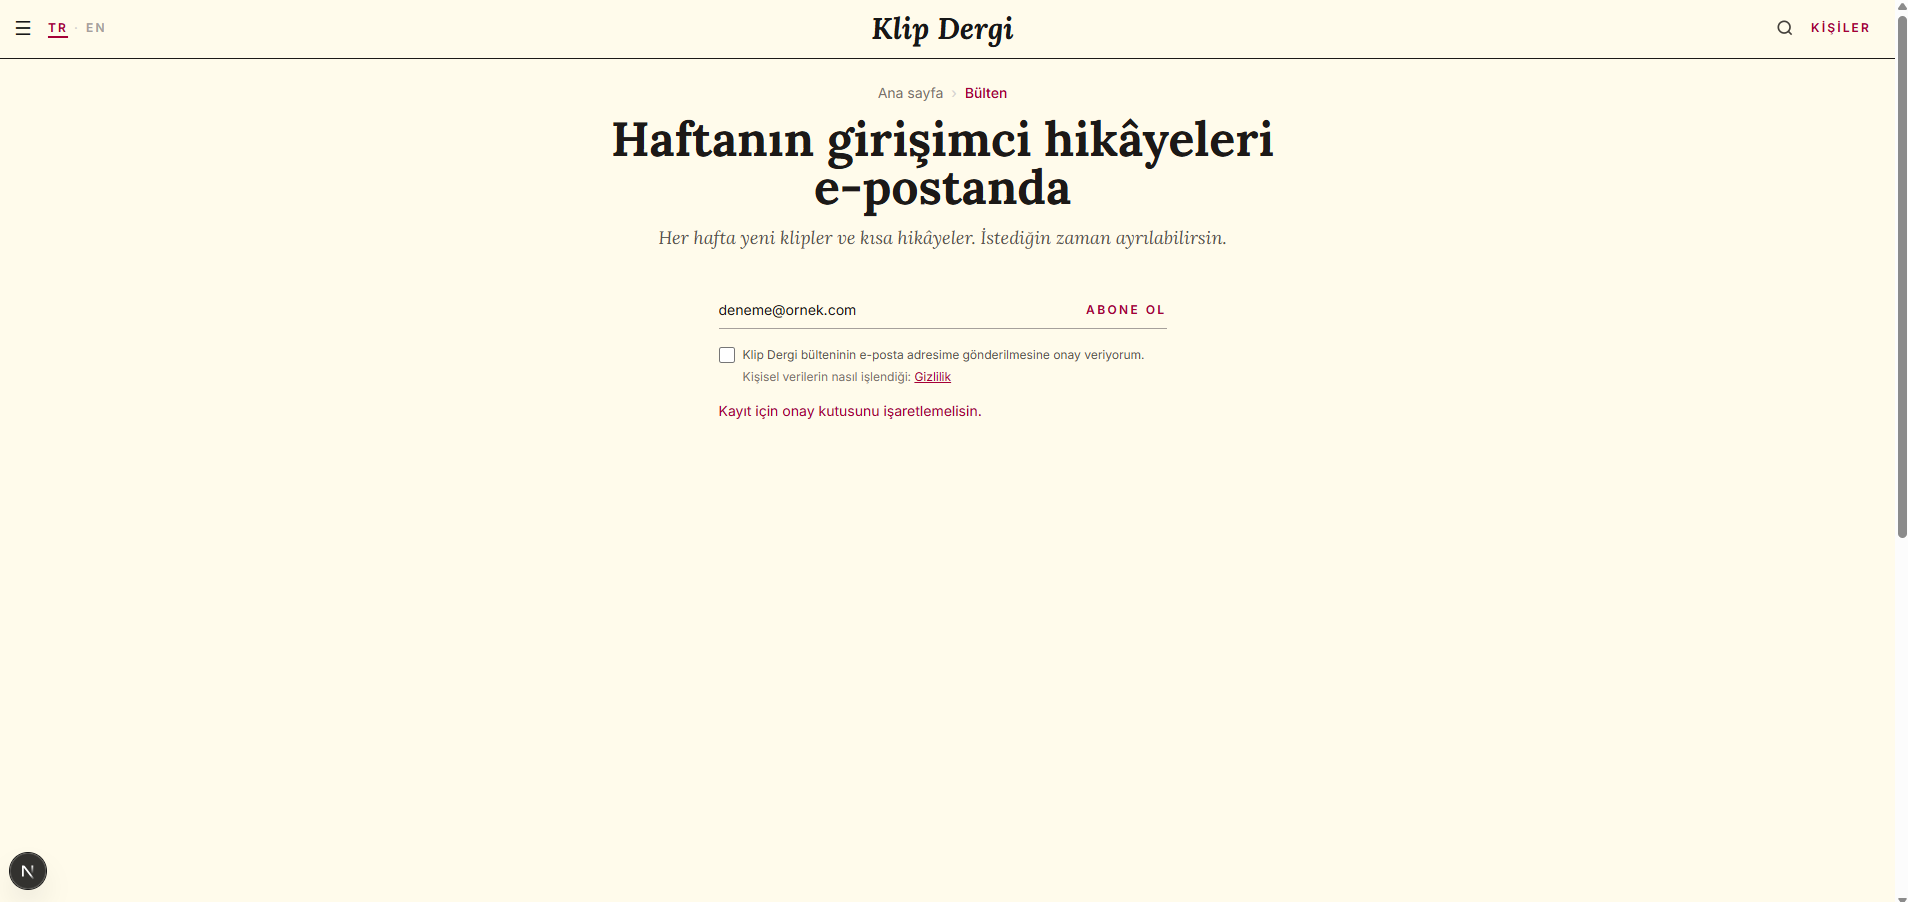 ☰ TR · EN
Klip Dergi
KİŞİLER
Ana sayfa › Bülten
Haftanın girişimci hikâyeleri
e-postanda
Her hafta yeni klipler ve kısa hikâyeler. İstediğin zaman ayrılabilirsin.
deneme@ornek.com
ABONE OL
Klip Dergi bülteninin e-posta adresime gönderilmesine onay veriyorum.
Kişisel verilerin nasıl işlendiği: Gizlilik
Kayıt için onay kutusunu işaretlemelisin.
N